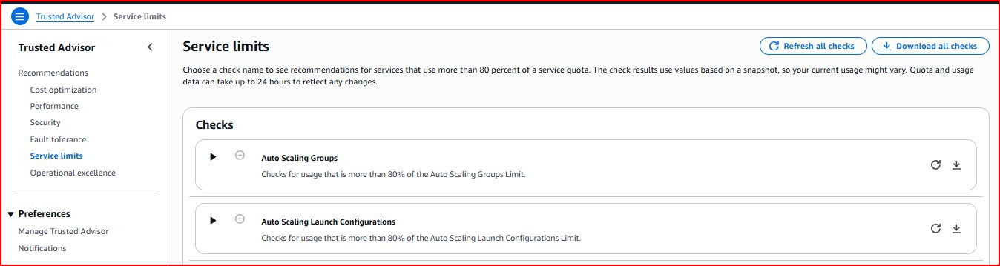 Trusted Advisor > Service limits
Trusted Advisor
Recommendations
Cost optimization
Performance
Security
Fault tolerance
Service limits
Operational excellence
Preferences
Manage Trusted Advisor
Notifications
Service limits
Refresh all checks
Download all checks
Choose a check name to see recommendations for services that use more than 80 percent of a service quota. The check results use values based on a snapshot, so your current usage might vary. Quota and usage
data can take up to 24 hours to reflect any changes.
Checks
Auto Scaling Groups
Checks for usage that is more than 80% of the Auto Scaling Groups Limit.
Auto Scaling Launch Configurations
Checks for usage that is more than 80% of the Auto Scaling Launch Configurations Limit.